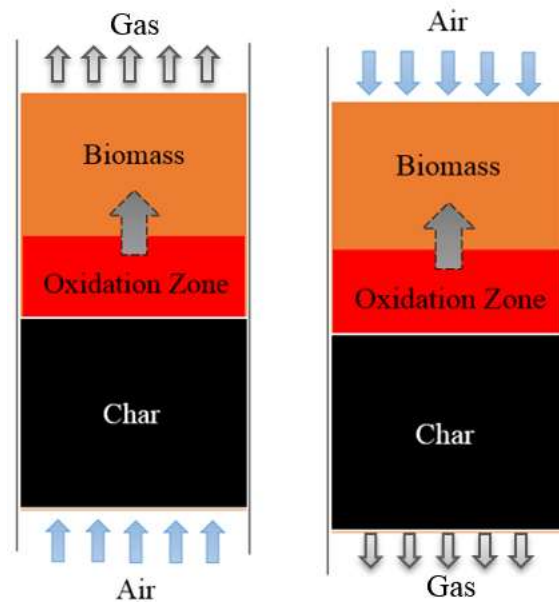 Gas
Biomass
Oxidation Zone
Char
Air
Air
Biomass
Oxidation Zone
Char
Gas